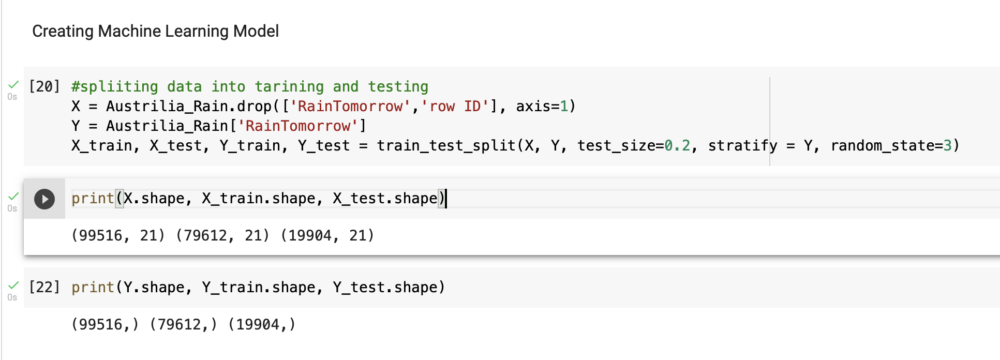 Creating Machine Learning Model
[20] #spliiting data into tarining and testing
0s
X = Austrilia_Rain.drop(['RainTomorrow','row ID'], axis=1)
Y = Austrilia_Rain['RainTomorrow']
X_train, X_test, Y_train, Y_test = train_test_split(X, Y, test_size=0.2, stratify = Y, random_state=3)
print(X.shape, X_train.shape, X_test.shape)
0s
(99516, 21) (79612, 21) (19904, 21)
[22] print(Y.shape, Y_train.shape, Y_test.shape)
0s
(99516,) (79612,) (19904,)